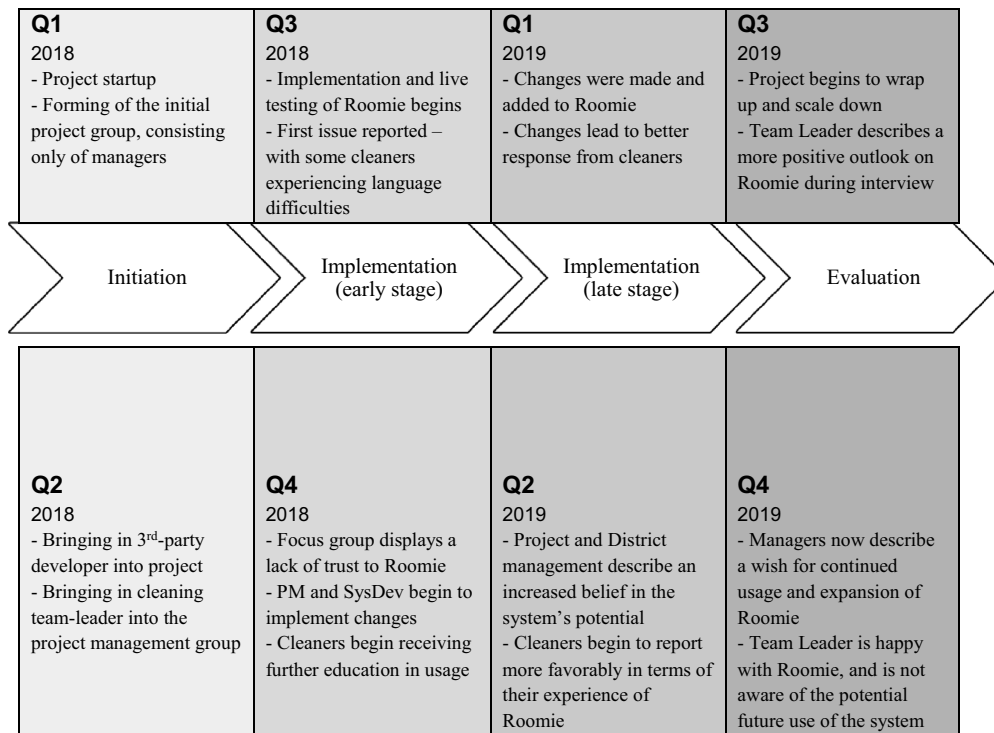 Q1
2018
- Project startup
- Forming of the initial
project group, consisting
only of managers
Q3
2018
- Implementation and live
testing of Roomie begins
- First issue reported –
with some cleaners
experiencing language
difficulties
Q1
2019
- Changes were made and
added to Roomie
- Changes lead to better
response from cleaners
Q3
2019
- Project begins to wrap
up and scale down
- Team Leader describes a
more positive outlook on
Roomie during interview
Initiation
Implementation
(early stage)
Implementation
(late stage)
Evaluation
Q2
2018
- Bringing in 3rd-party
developer into project
- Bringing in cleaning
team-leader into the
project management group
Q4
2018
- Focus group displays a
lack of trust to Roomie
- PM and SysDev begin to
implement changes
- Cleaners begin receiving
further education in usage
Q2
2019
- Project and District
management describe an
increased belief in the
system’s potential
- Cleaners begin to report
more favorably in terms of
their experience of
Roomie
Q4
2019
- Managers now describe
a wish for continued
usage and expansion of
Roomie
- Team Leader is happy
with Roomie, and is not
aware of the potential
future use of the system